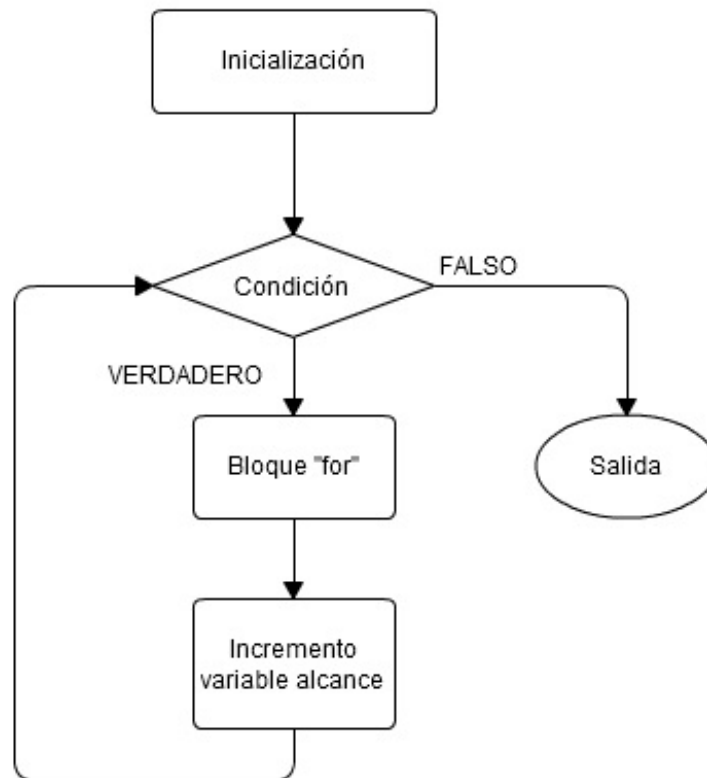 Inicialización
Condición
FALSO
VERDADERO
Bloque "for"
Salida
Incremento
variable alcance